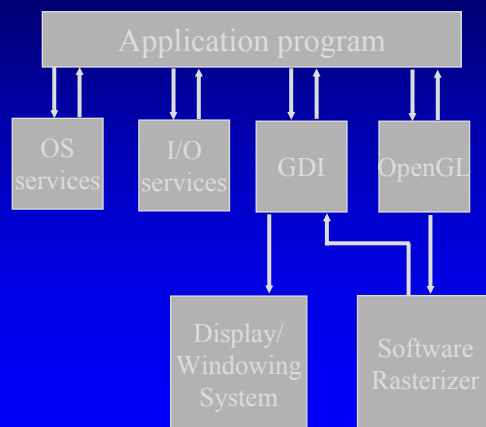 Application program
OS
services
I/O
services
GDI
OpenGL
Display/
Windowing
System
Software
Rasterizer